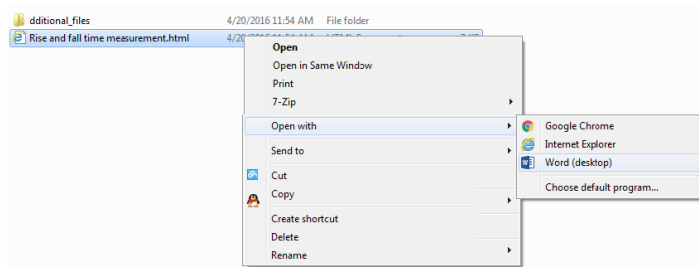 dditional_files 4/20/2016 11:54 AM File folder
Rise and fall time measurement.html
Open
Open in Same Window
Print
7-Zip
Open with
Send to
Cut
Copy
Create shortcut
Delete
Rename
Google Chrome
Internet Explorer
Word (desktop)
Choose default program...